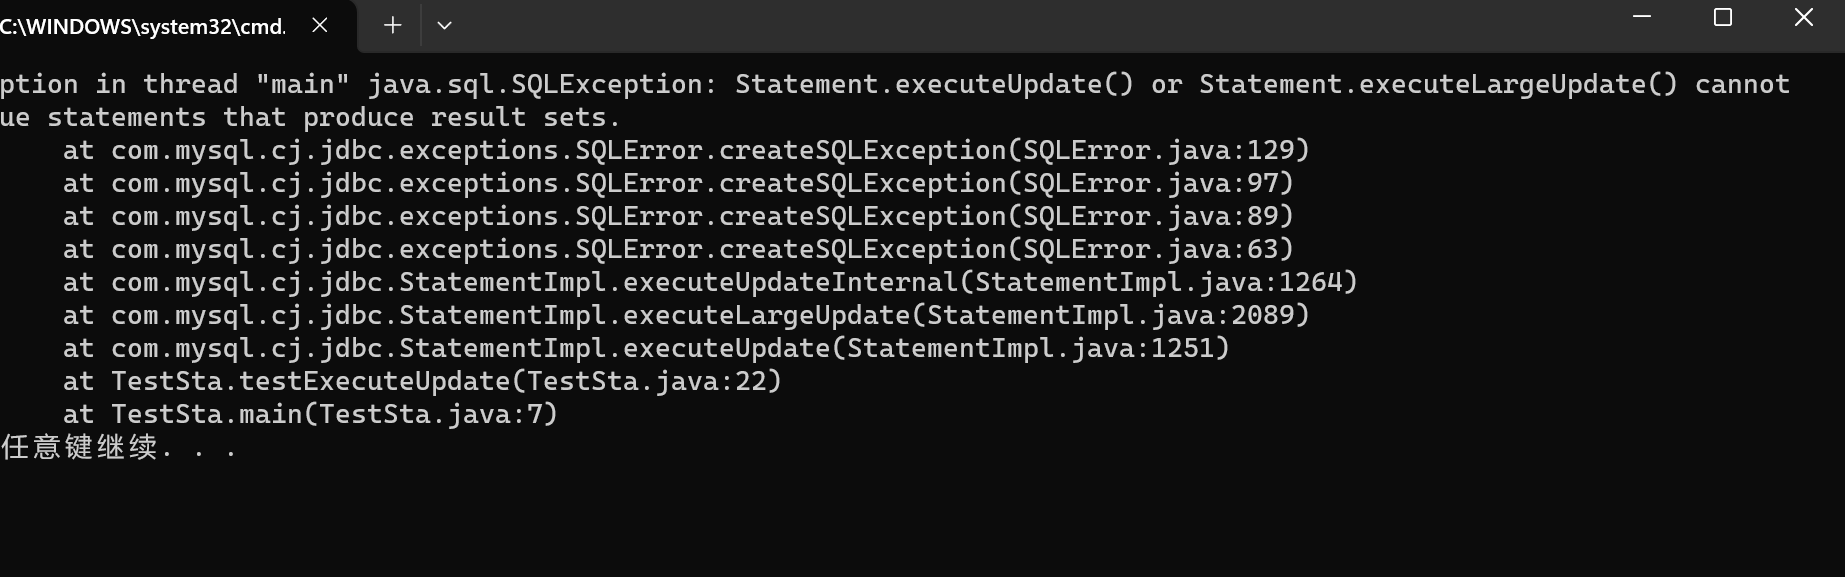 C:\WINDOWS\system32\cmd.
ption in thread "main" java.sql.SQLException: Statement.executeUpdate() or Statement.executeLargeUpdate() cannot
ue statements that produce result sets.
at com.mysql.cj.jdbc.exceptions.SQLError.createSQLException(SQLError.java:129)
at com.mysql.cj.jdbc.exceptions.SQLError.createSQLException(SQLError.java:97)
at com.mysql.cj.jdbc.exceptions.SQLError.createSQLException(SQLError.java:89)
at com.mysql.cj.jdbc.exceptions.SQLError.createSQLException(SQLError.java:63)
at com.mysql.cj.jdbc.StatementImpl.executeUpdateInternal(StatementImpl.java:1264)
at com.mysql.cj.jdbc.StatementImpl.executeLargeUpdate(StatementImpl.java:2089)
at com.mysql.cj.jdbc.StatementImpl.executeUpdate(StatementImpl.java:1251)
at TestSta.testExecuteUpdate(TestSta.java:22)
at TestSta.main(TestSta.java:7)
任意键继续. . .